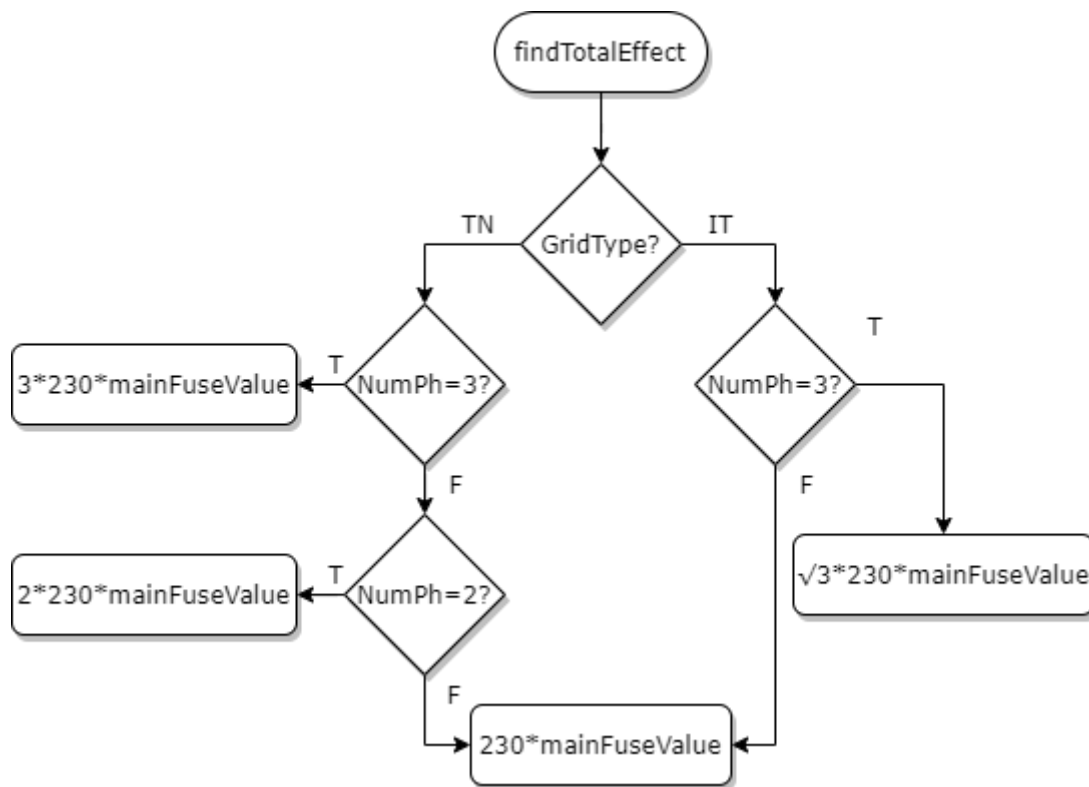 findTotalEffect
TN
GridType?
IT
T
3*230*mainFuseValue
T
NumPh=3?
NumPh=3?
F
F
2*230*mainFuseValue
T
NumPh=2?
√3*230*mainFuseValue
F
230*mainFuseValue